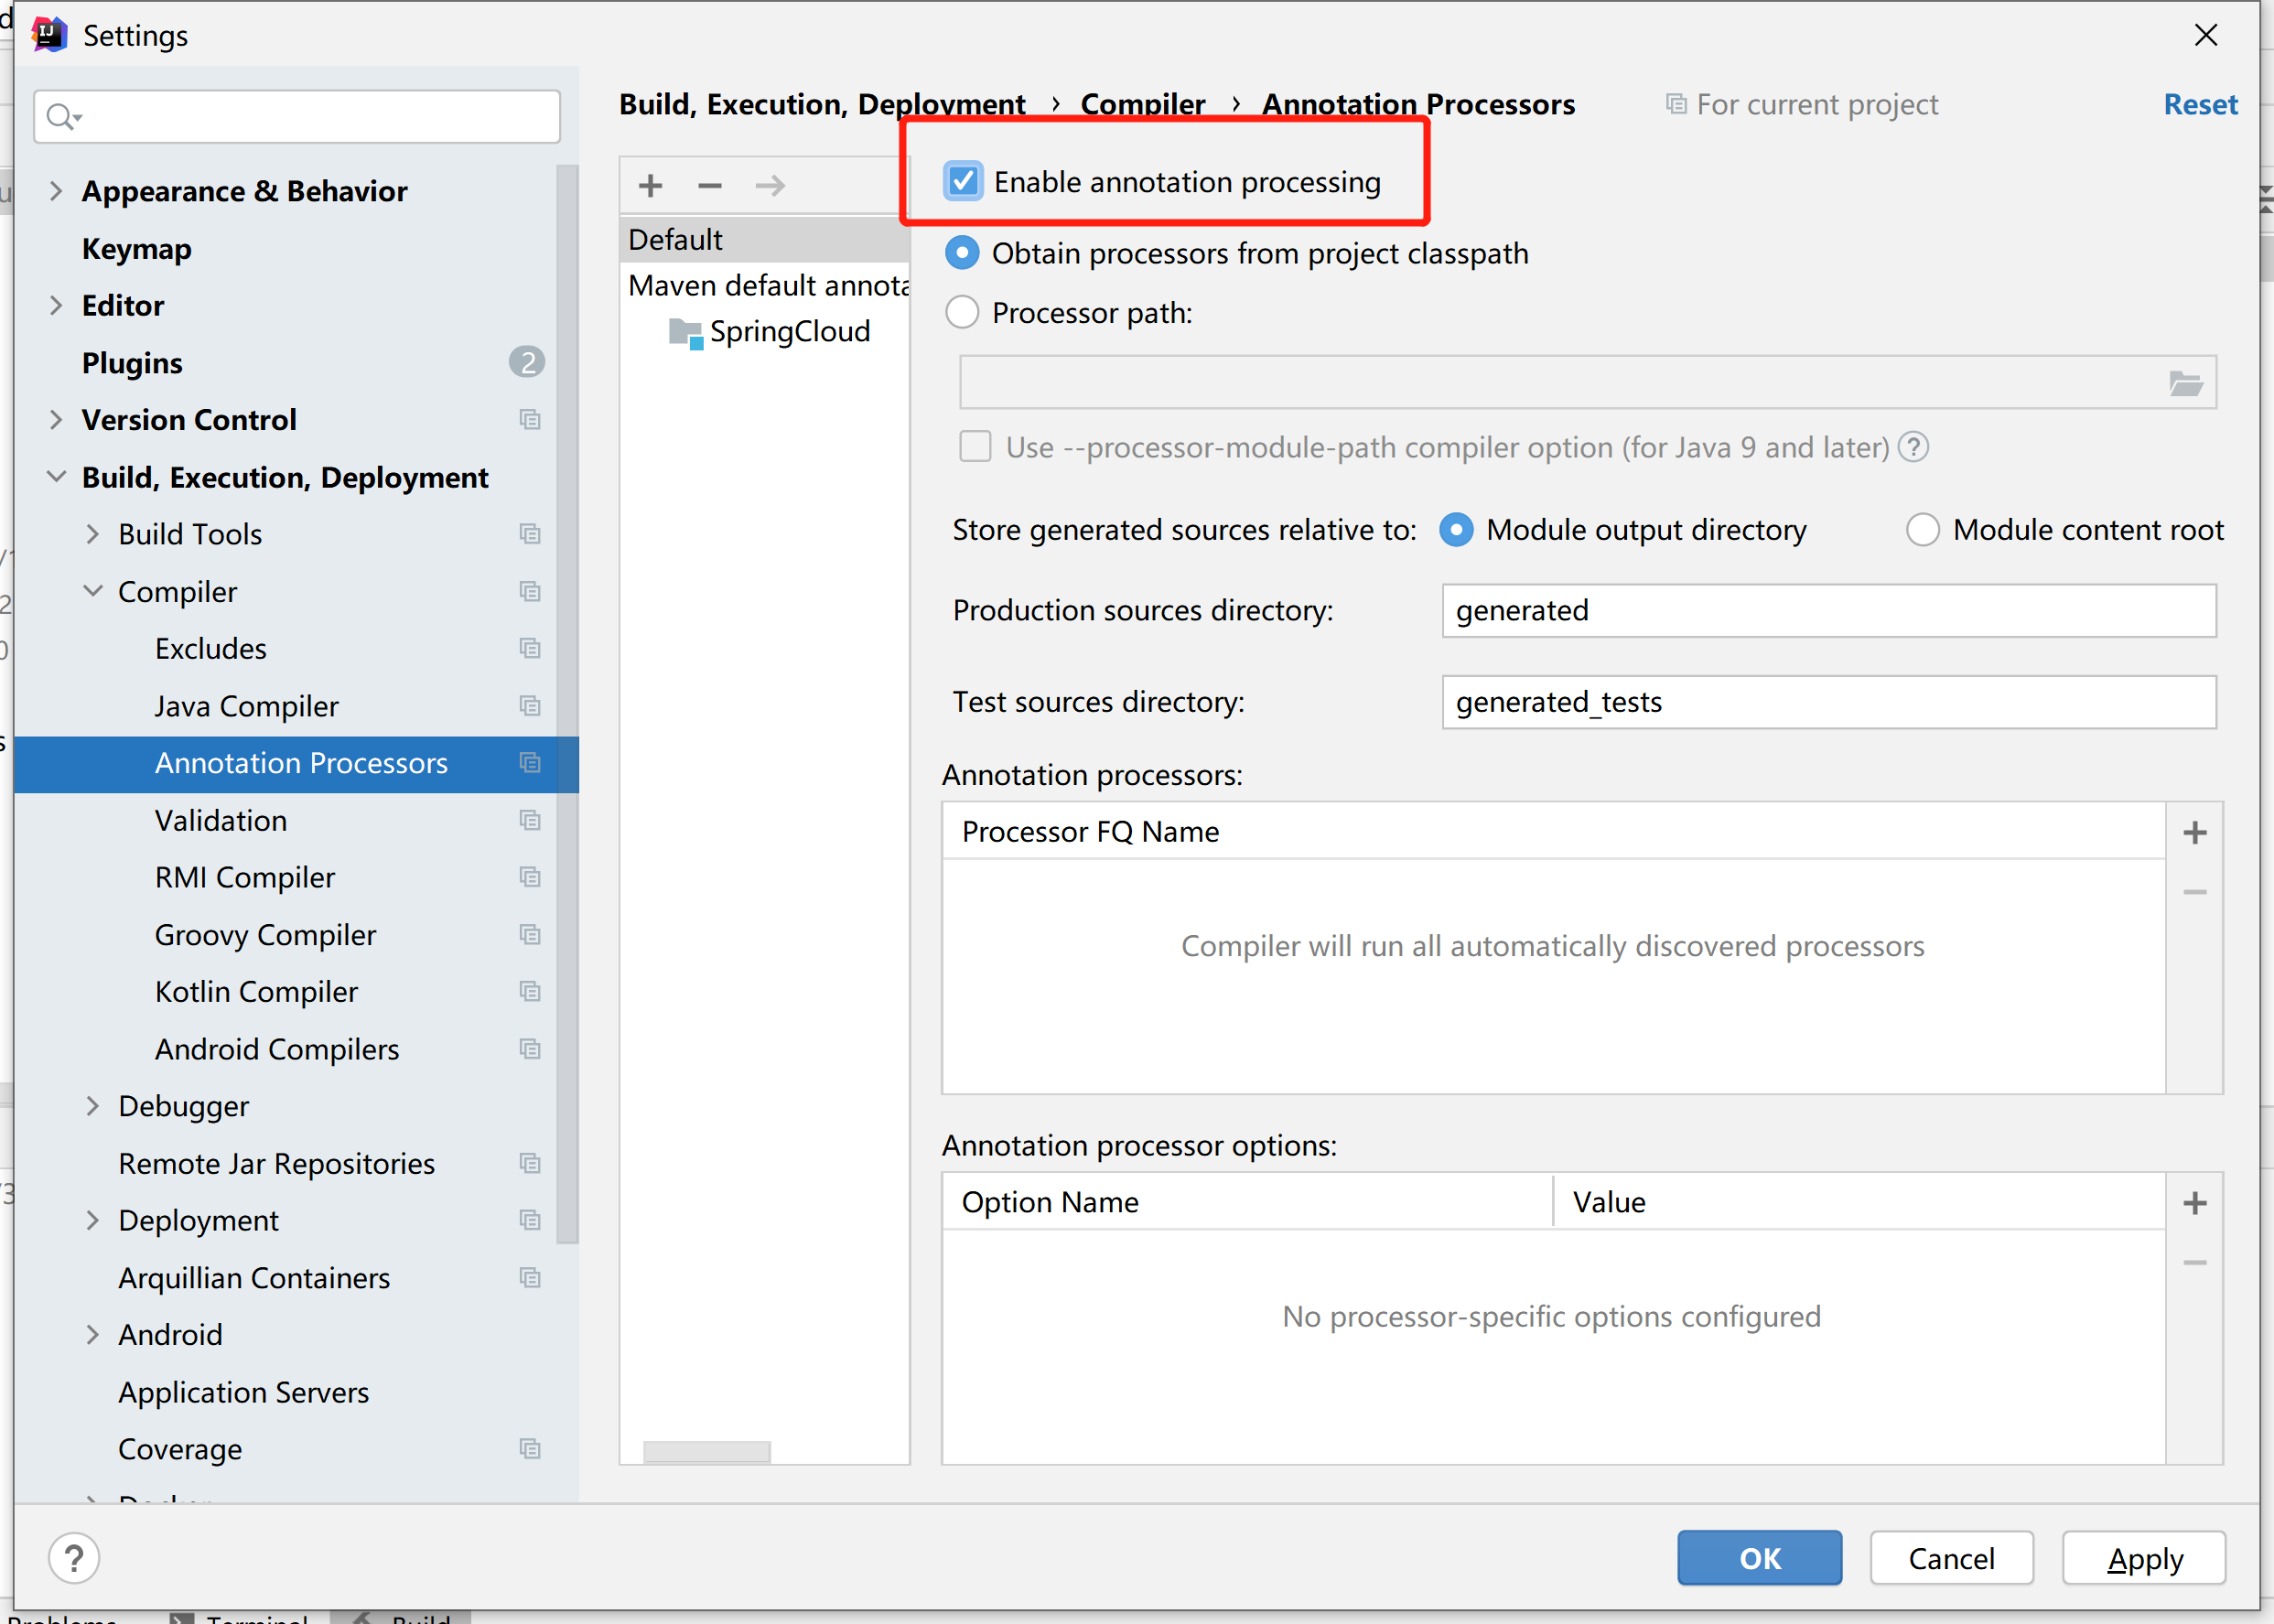 Settings
Appearance & Behavior
Keymap
Editor
Plugins 2
Version Control
Build, Execution, Deployment
Build Tools
Compiler
Excludes
Java Compiler
Annotation Processors
Validation
RMI Compiler
Groovy Compiler
Kotlin Compiler
Android Compilers
Debugger
Remote Jar Repositories
Deployment
Arquillian Containers
Android
Application Servers
Coverage
Build, Execution, Deployment › Compiler › Annotation Processors
For current project
Reset
Default
Maven default annota
SpringCloud
Enable annotation processing
Obtain processors from project classpath
Processor path:
Use --processor-module-path compiler option (for Java 9 and later) ?
Store generated sources relative to: Module output directory Module content root
Production sources directory: generated
Test sources directory: generated_tests
Annotation processors:
Processor FQ Name
Compiler will run all automatically discovered processors
Annotation processor options:
Option Name Value
No processor-specific options configured
? OK Cancel Apply